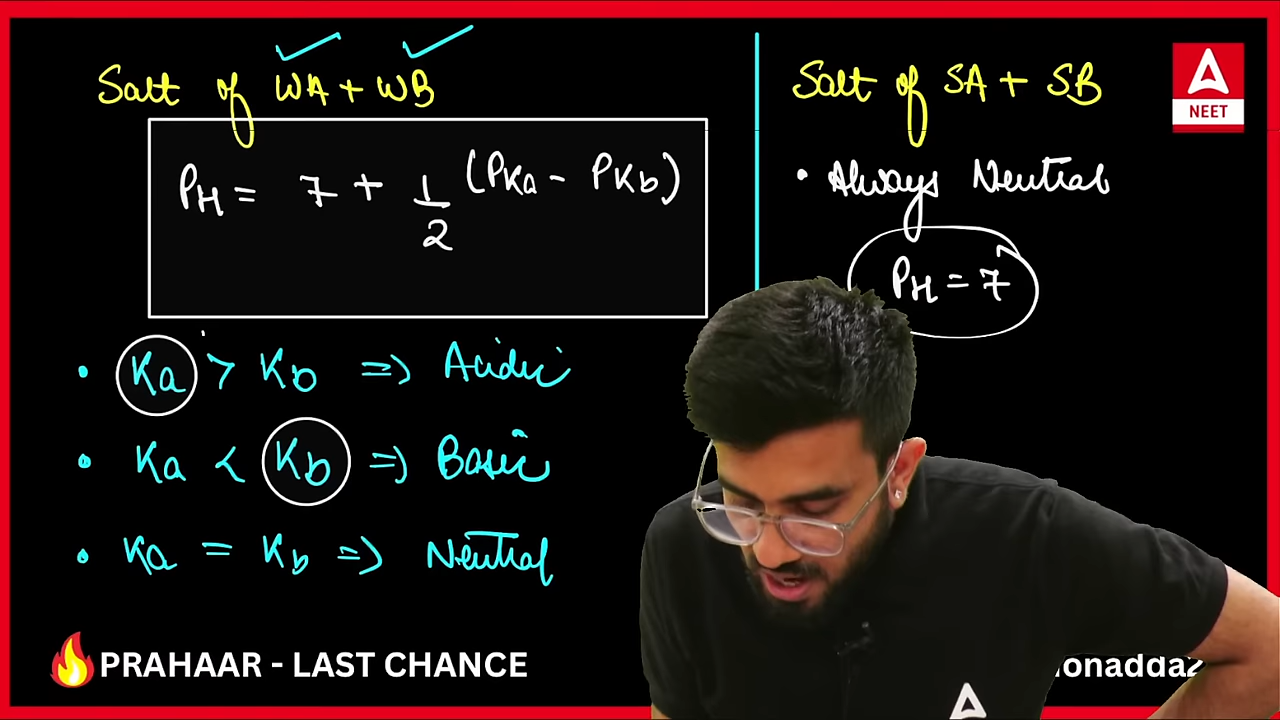 Salt of WA + WB
PH = 7 + 1/2 (PKa - PKb)
• Ka > Kb => Acidic
• Ka < Kb => Basic
• Ka = Kb => Neutral
Salt of SA + SB
• Always Neutral
PH = 7
NEET
PRAHAAR - LAST CHANCE